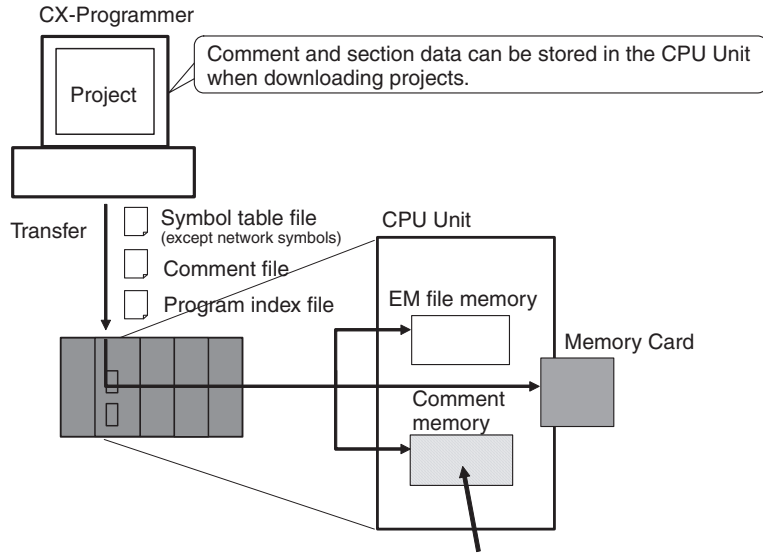 CX-Programmer
Comment and section data can be stored in the CPU Unit
when downloading projects.
Project
Transfer
Symbol table file
(except network symbols)
Comment file
Program index file
CPU Unit
EM file memory
Memory Card
Comment
memory